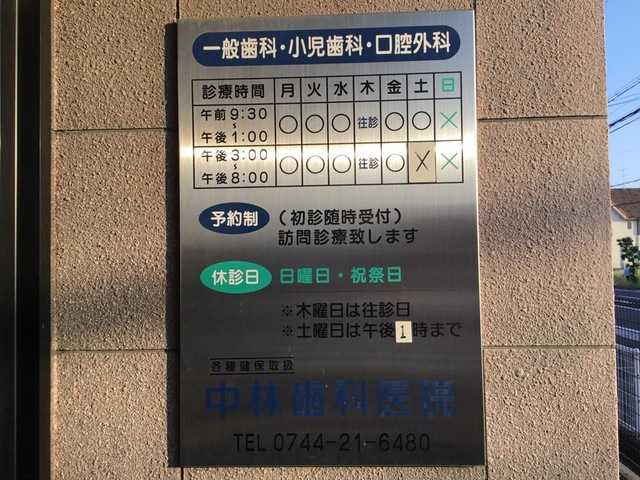 一般歯科・小児歯科・口腔外科
診療時間 月 火 水 木 金 土 日
午前 9:30 ~ 午後 1:00 ○ ○ ○ 往診 ○ ○ ×
午後 3:00 ~ 午後 8:00 ○ ○ ○ 往診 ○ × ×
予約制 (初診随時受付)
訪問診療致します
休診日 日曜日・祝祭日
※木曜日は往診日
※土曜日は午後1時まで
各種健保取扱
中林歯科医院
TEL 0744-21-6480